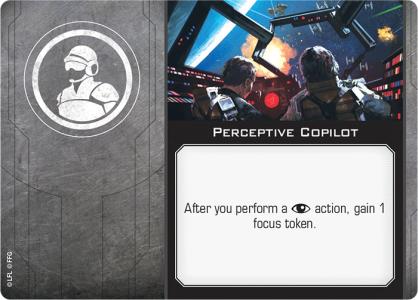 PERCEPTIVE COPILOT
After you perform a action, gain 1
focus token.
© LFL © FFG